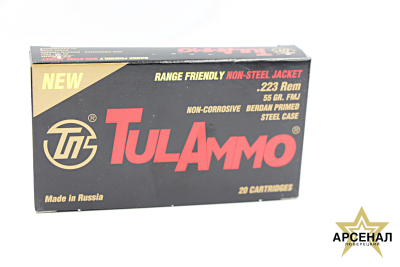 NEW
RANGE FRIENDLY NON-STEEL JACKET
.223 Rem
55 GR. FMJ
NON-CORROSIVE BERDAN PRIMED
STEEL CASE
®
TULAMMO®
Made in Russia
20 CARTRIDGES
АРСЕНАЛ
ЛЮБЕРЕЦКИЙ